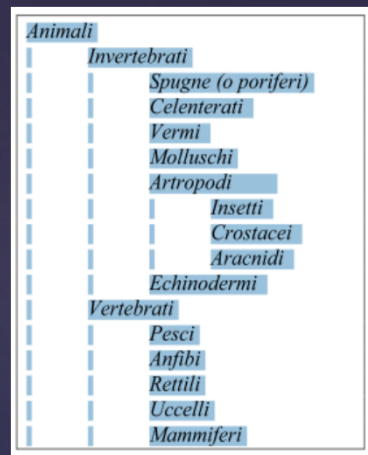 Animali
Invertebrati
Spugne (o poriferi)
Celenterati
Vermi
Molluschi
Artropodi
Insetti
Crostacei
Aracnidi
Echinodermi
Vertebrati
Pesci
Anfibi
Rettili
Uccelli
Mammiferi